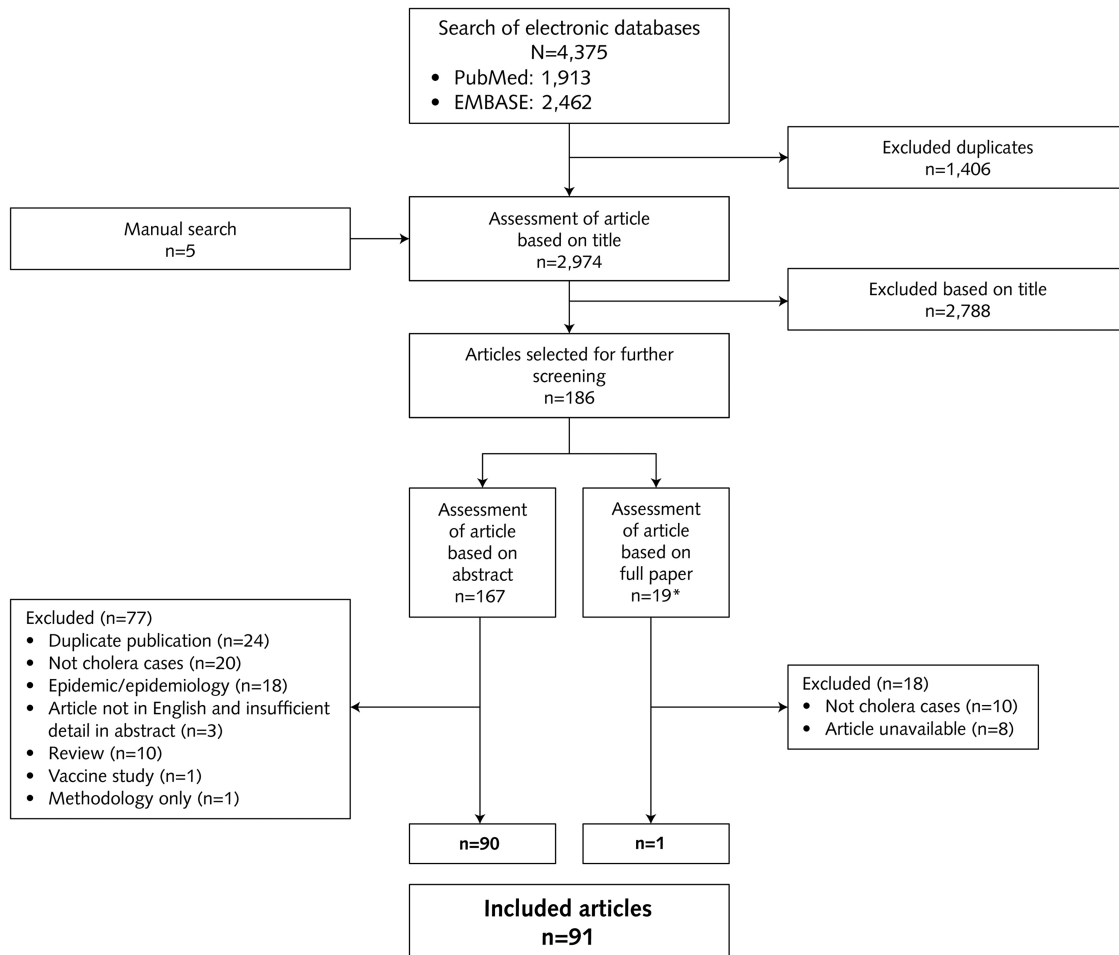 Search of electronic databases
N=4,375
• PubMed: 1,913
• EMBASE: 2,462
Excluded duplicates
n=1,406
Manual search
n=5
Assessment of article
based on title
n=2,974
Excluded based on title
n=2,788
Articles selected for further
screening
n=186
Assessment
of article
based on
abstract
n=167
Assessment
of article
based on
full paper
n=19*
Excluded (n=77)
• Duplicate publication (n=24)
• Not cholera cases (n=20)
• Epidemic/epidemiology (n=18)
• Article not in English and insufficient
detail in abstract (n=3)
• Review (n=10)
• Vaccine study (n=1)
• Methodology only (n=1)
Excluded (n=18)
• Not cholera cases (n=10)
• Article unavailable (n=8)
n=90
n=1
Included articles
n=91